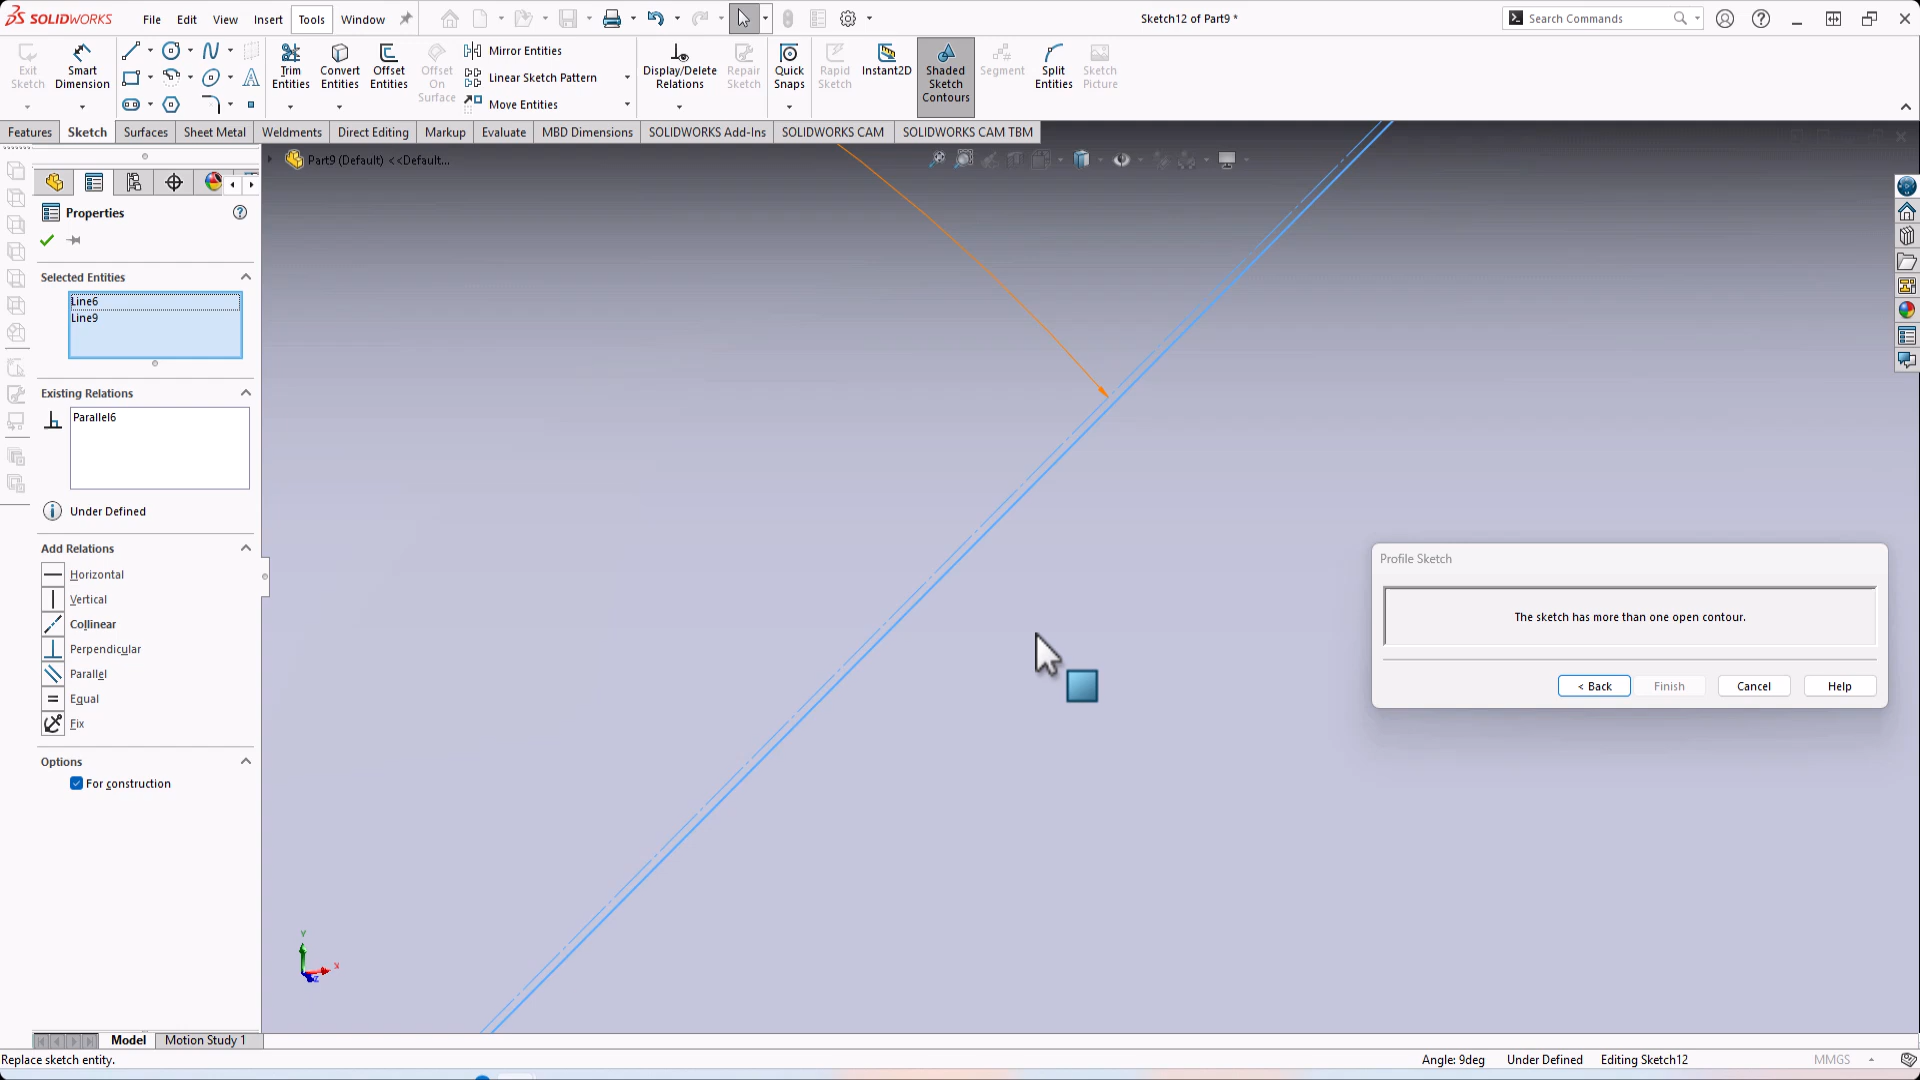 SOLIDWORKS File Edit View Insert Tools Window Sketch12 of Part9 * Search Commands
Exit Sketch
Smart Dimension
Trim Entities
Convert Entities
Offset Entities
Offset On Surface
Mirror Entities
Linear Sketch Pattern
Move Entities
Display/Delete Relations
Repair Sketch
Quick Snaps
Rapid Sketch
Instant2D
Shaded Sketch Contours
Segment
Split Entities
Sketch Picture
Features Sketch Surfaces Sheet Metal Weldments Direct Editing Markup Evaluate MBD Dimensions SOLIDWORKS Add-Ins SOLIDWORKS CAM SOLIDWORKS CAM TBM
Part9 (Default) <<Default...
Properties
Selected Entities
Line6
Line9
Existing Relations
Parallel6
Under Defined
Add Relations
Horizontal
Vertical
Collinear
Perpendicular
Parallel
Equal
Fix
Options
For construction
Profile Sketch
The sketch has more than one open contour.
< Back Finish Cancel Help
Y
X
Z
Model Motion Study 1
Replace sketch entity. Angle: 9deg Under Defined Editing Sketch12 MMGS